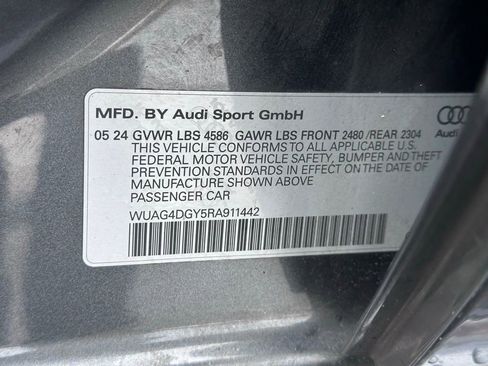 MFD. BY Audi Sport GmbH
05 24 GVWR LBS 4586 GAWR LBS FRONT 2480 /REAR 2304
THIS VEHICLE CONFORMS TO ALL APPLICABLE U.S.
FEDERAL MOTOR VEHICLE SAFETY, BUMPER AND THEFT
PREVENTION STANDARDS IN EFFECT ON THE DATE OF
MANUFACTURE SHOWN ABOVE
PASSENGER CAR
WUAG4DGY5RA911442